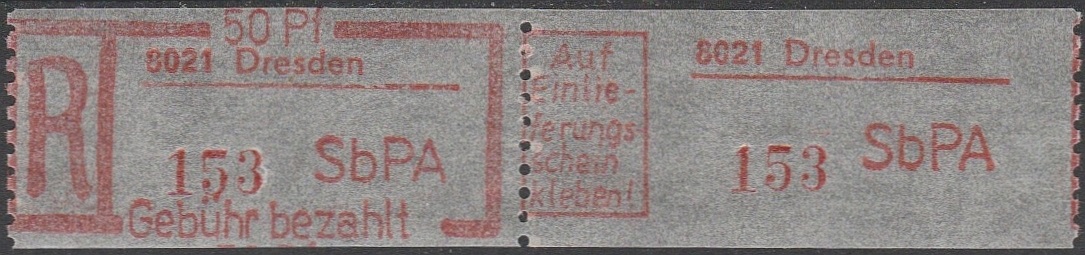 50 Pf
R
8021 Dresden
153 SbPA
Gebühr bezahlt
Auf
Einlie-
ferungs
schein
kleben!
8021 Dresden
153 SbPA